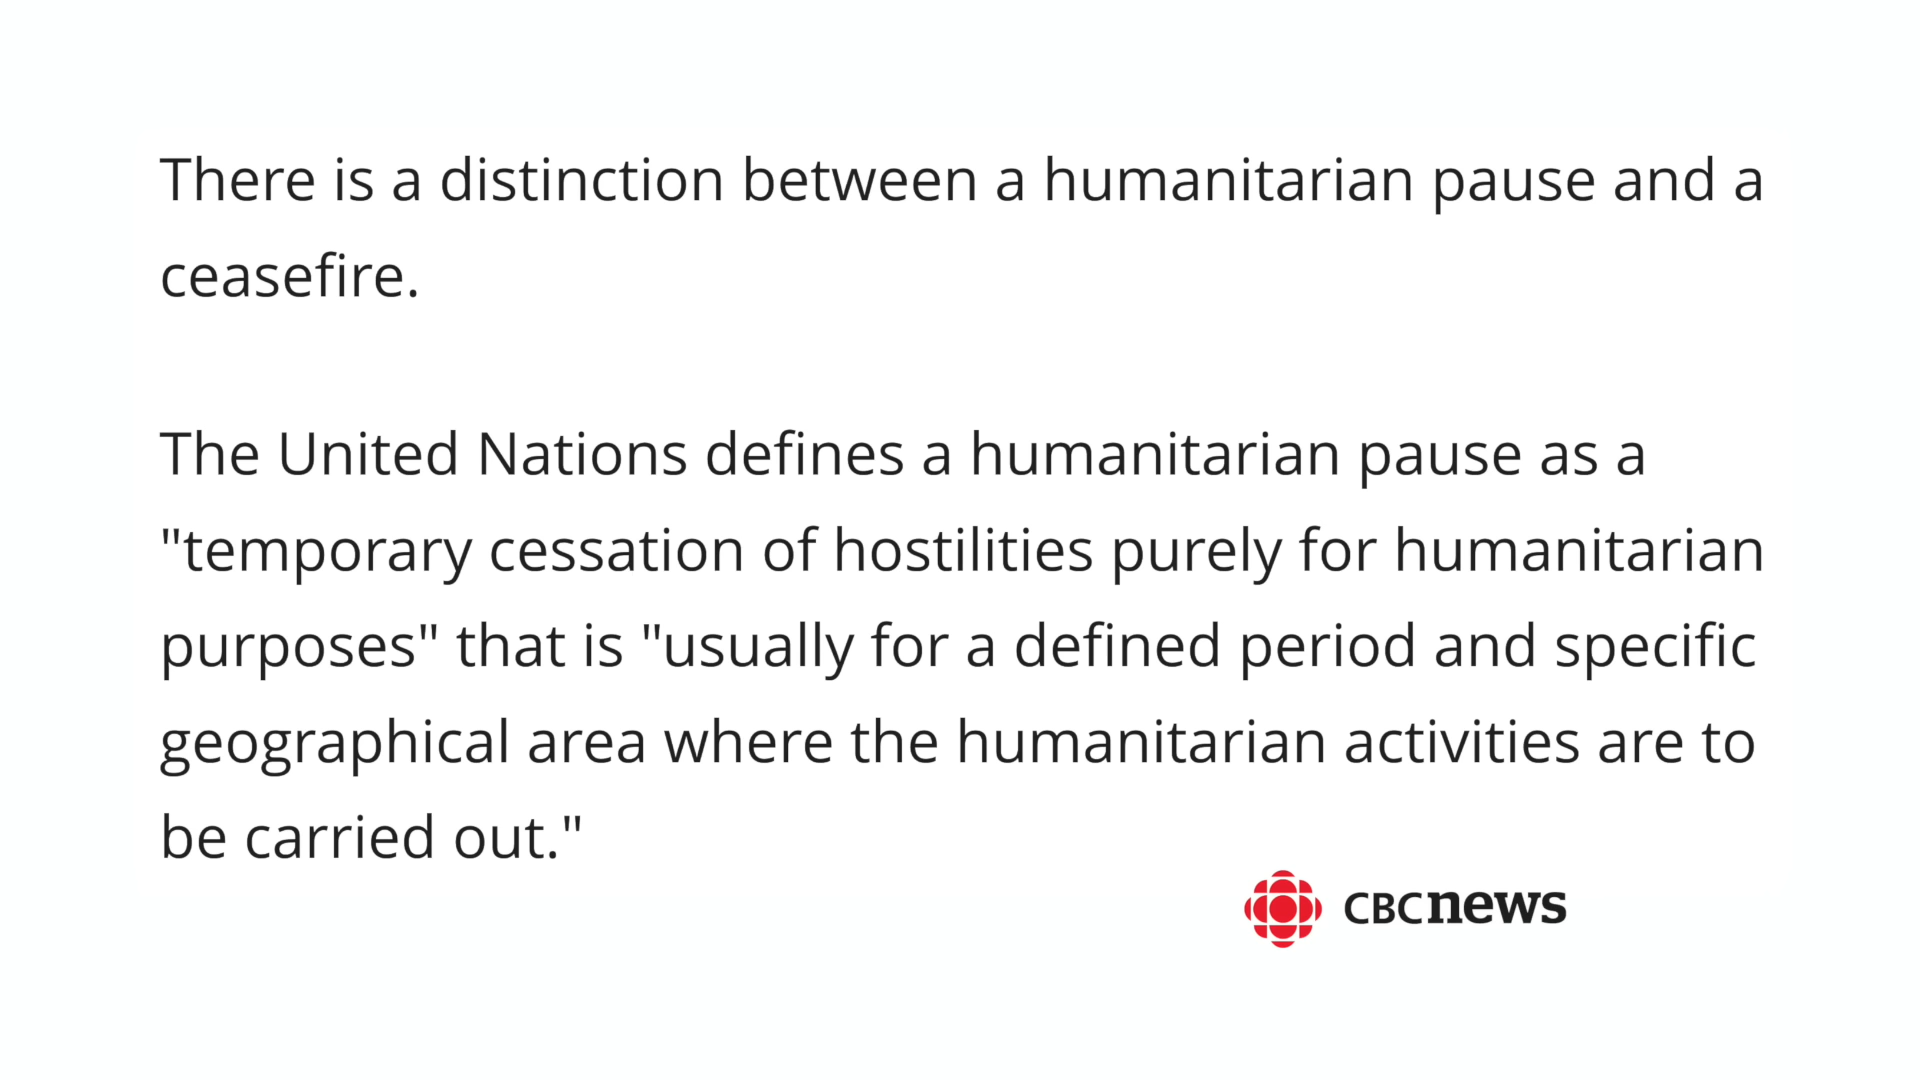 There is a distinction between a humanitarian pause and a
ceasefire.
The United Nations defines a humanitarian pause as a
"temporary cessation of hostilities purely for humanitarian
purposes" that is "usually for a defined period and specific
geographical area where the humanitarian activities are to
be carried out."
CBCnews